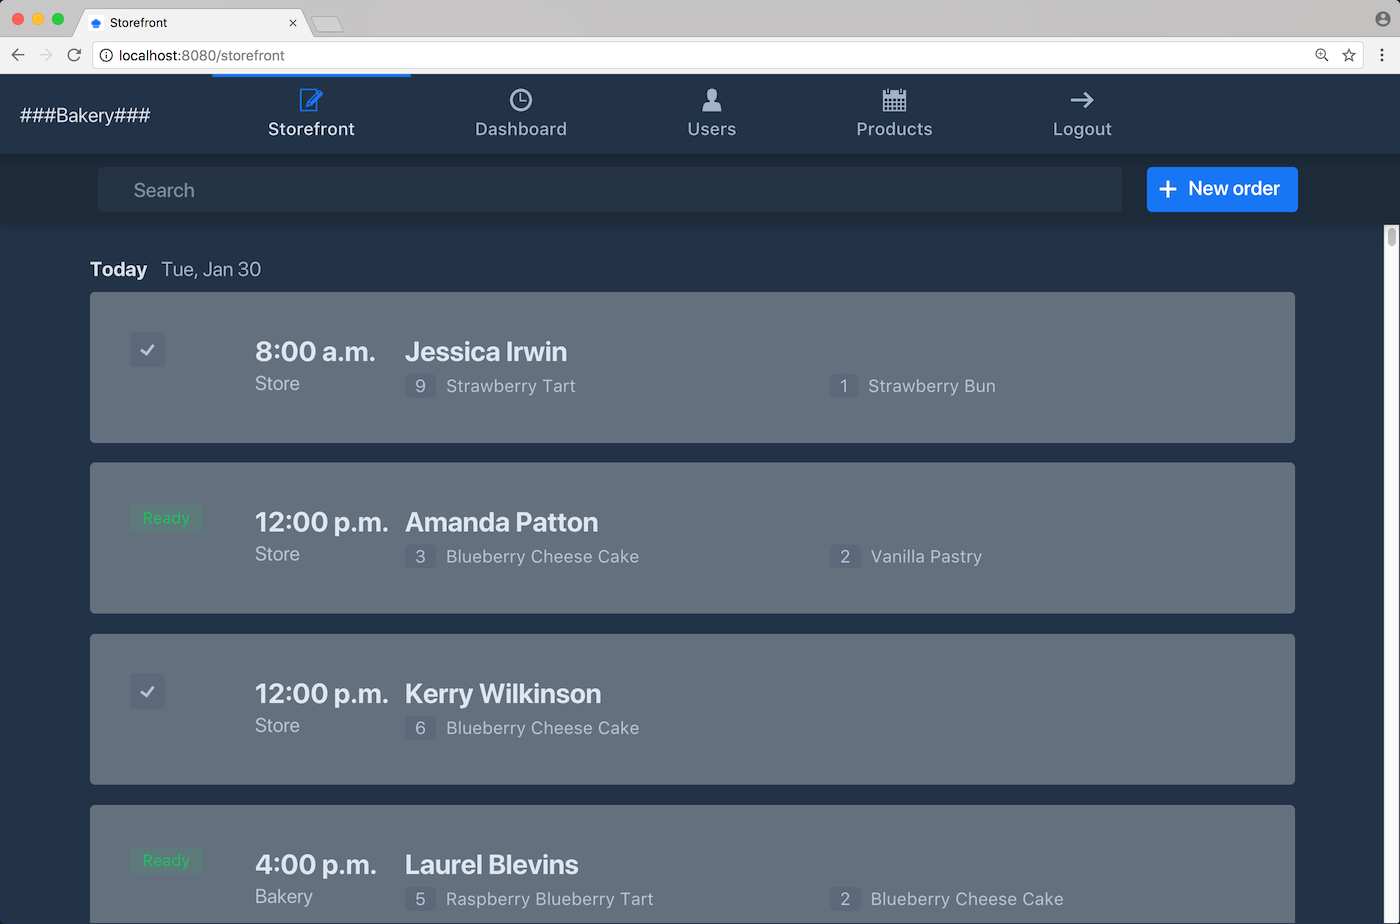 Storefront
localhost:8080/storefront
###Bakery###
Storefront
Dashboard
Users
Products
Logout
Search
New order
Today Tue, Jan 30
8:00 a.m. Jessica Irwin
Store 9 Strawberry Tart 1 Strawberry Bun
Ready 12:00 p.m. Amanda Patton
Store 3 Blueberry Cheese Cake 2 Vanilla Pastry
12:00 p.m. Kerry Wilkinson
Store 6 Blueberry Cheese Cake
Ready 4:00 p.m. Laurel Blevins
Bakery 5 Raspberry Blueberry Tart 2 Blueberry Cheese Cake